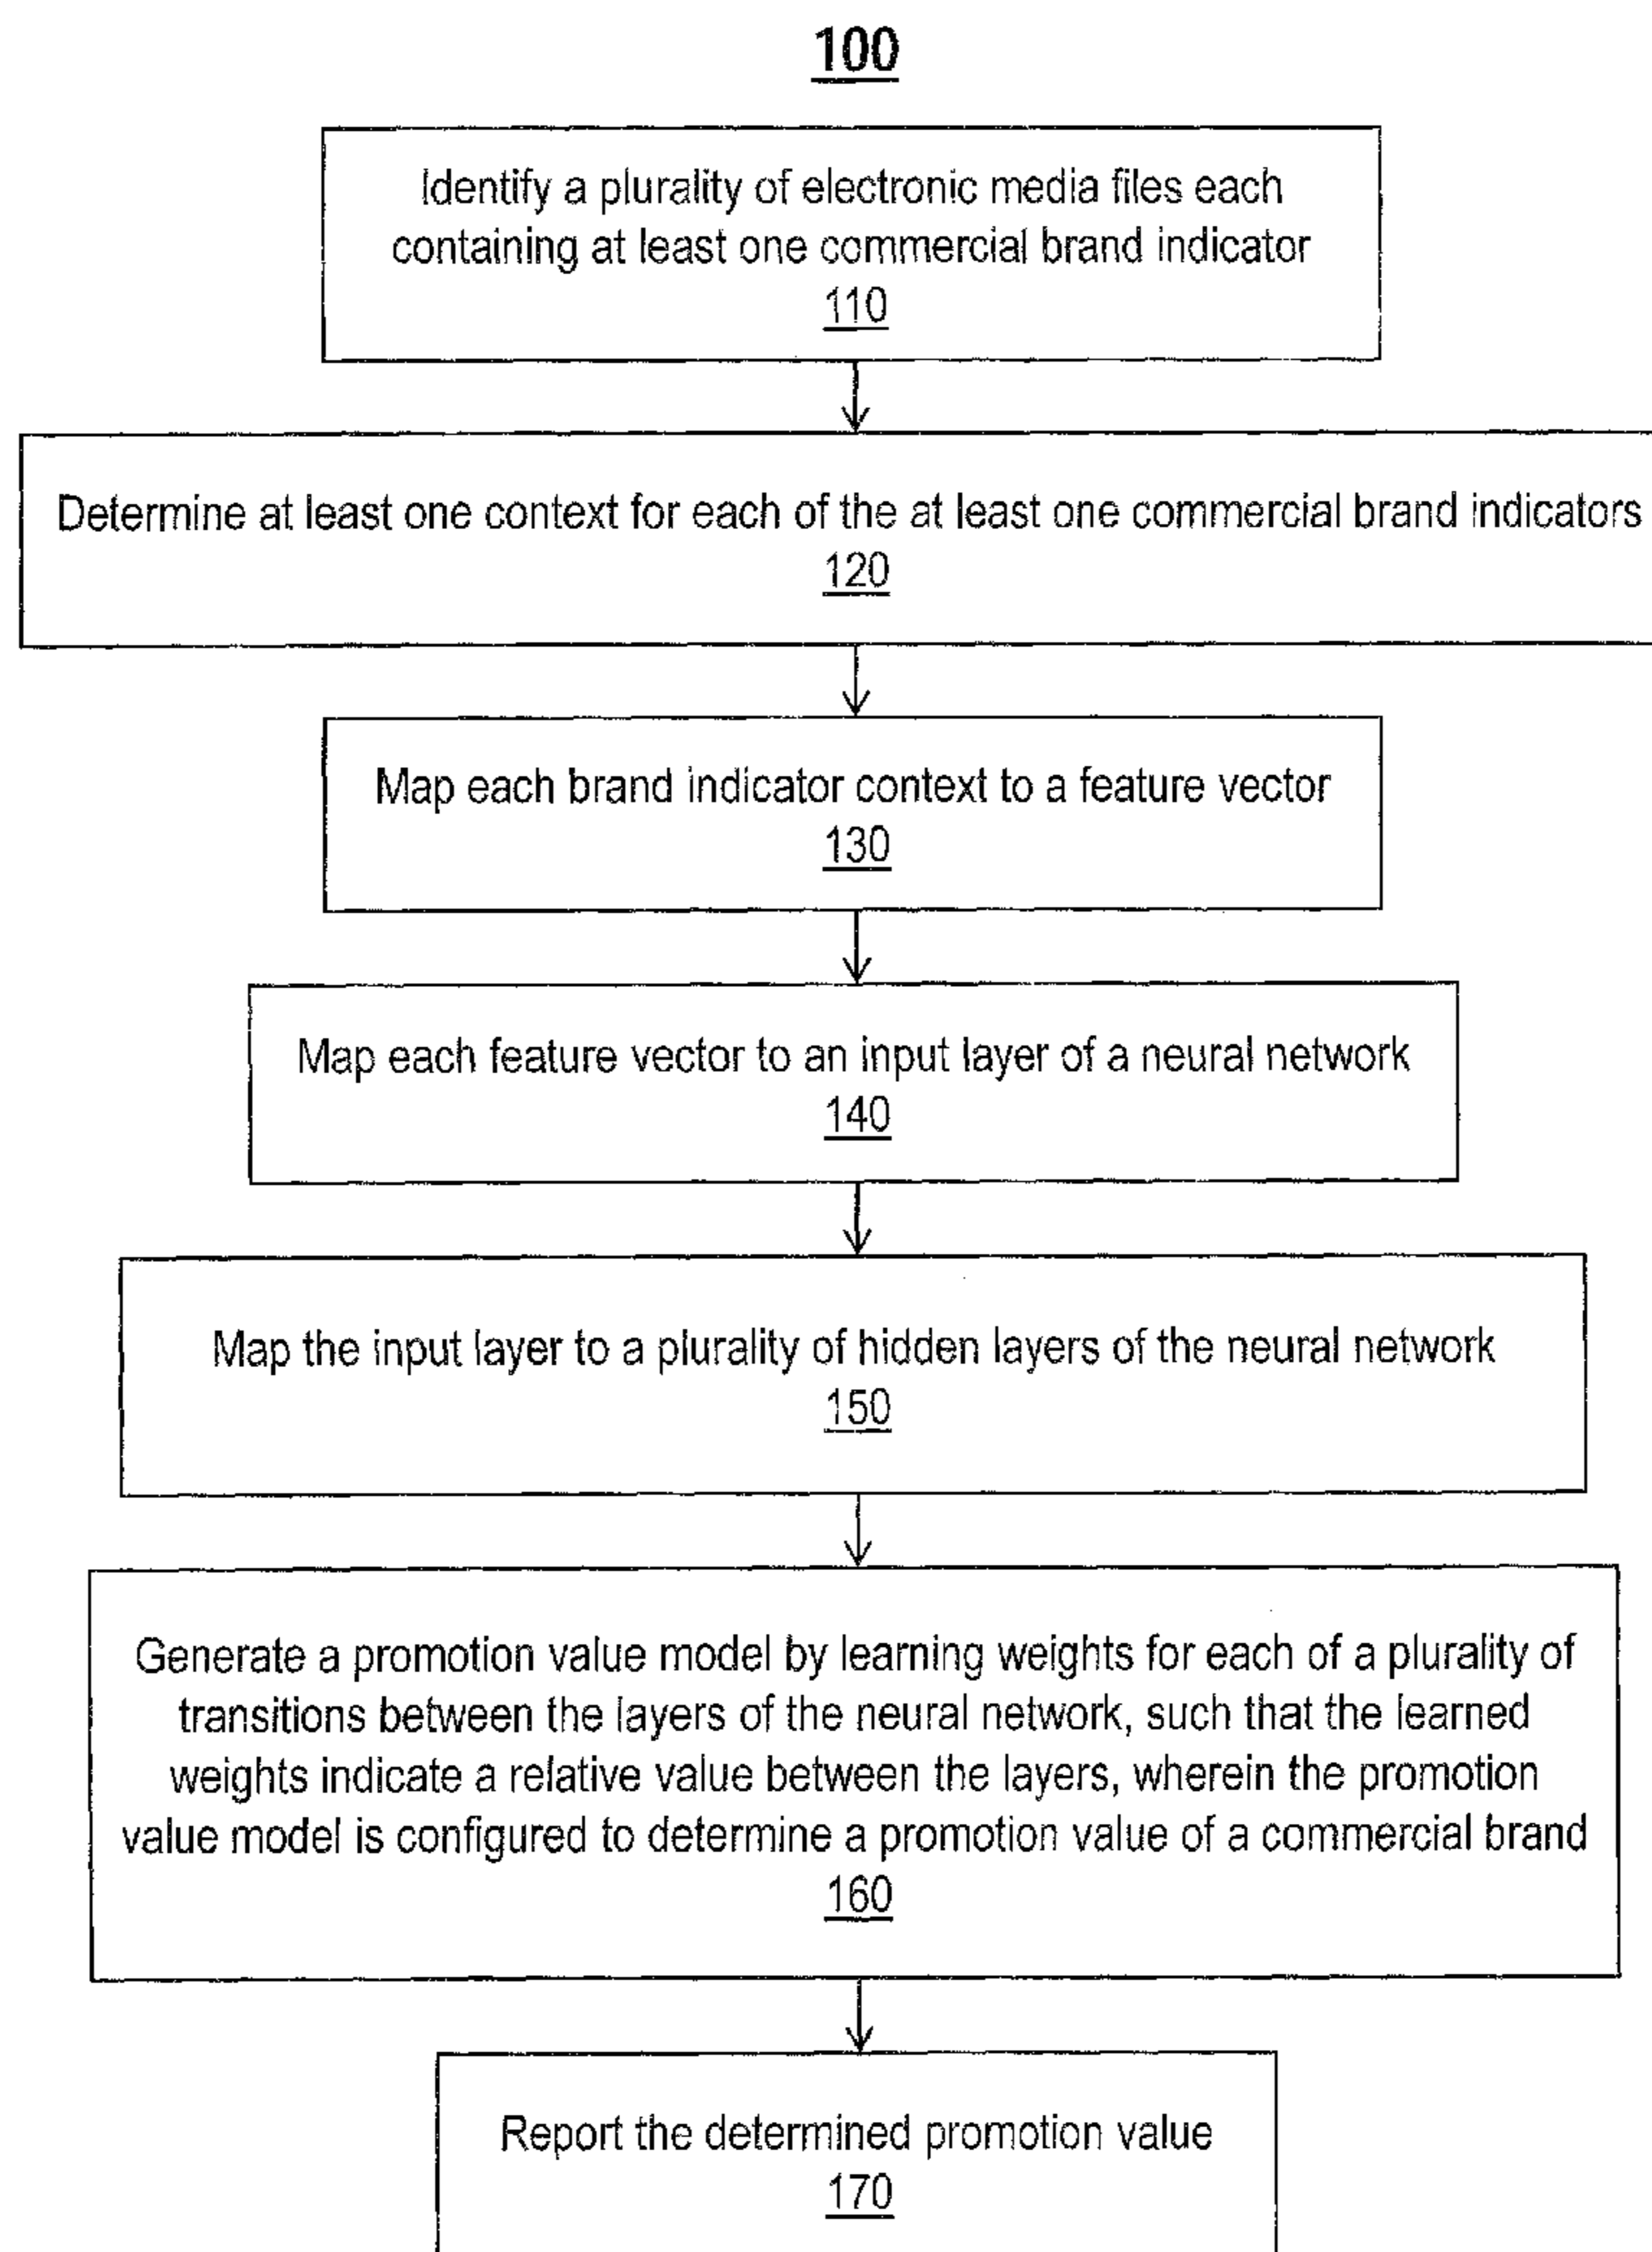 100
Identify a plurality of electronic media files each
containing at least one commercial brand indicator
110
Determine at least one context for each of the at least one commercial brand indicators
120
Map each brand indicator context to a feature vector
130
Map each feature vector to an input layer of a neural network
140
Map the input layer to a plurality of hidden layers of the neural network
150
Generate a promotion value model by learning weights for each of a plurality of
transitions between the layers of the neural network, such that the learned
weights indicate a relative value between the layers, wherein the promotion
value model is configured to determine a promotion value of a commercial brand
160
Report the determined promotion value
170